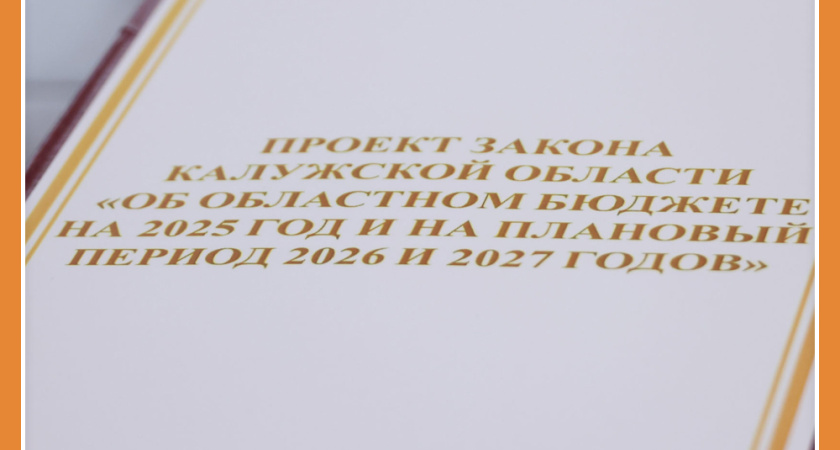 ПРОЕКТ ЗАКОНА
КАЛУЖСКОЙ ОБЛАСТИ
«ОБ ОБЛАСТНОМ БЮДЖЕТЕ
НА 2025 ГОД И НА ПЛАНОВЫЙ
ПЕРИОД 2026 И 2027 ГОДОВ»